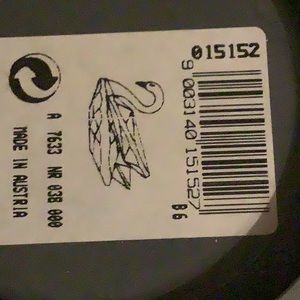 015152
9 003140 151527
B6
A 7633 NR 038 000
MADE IN AUSTRIA